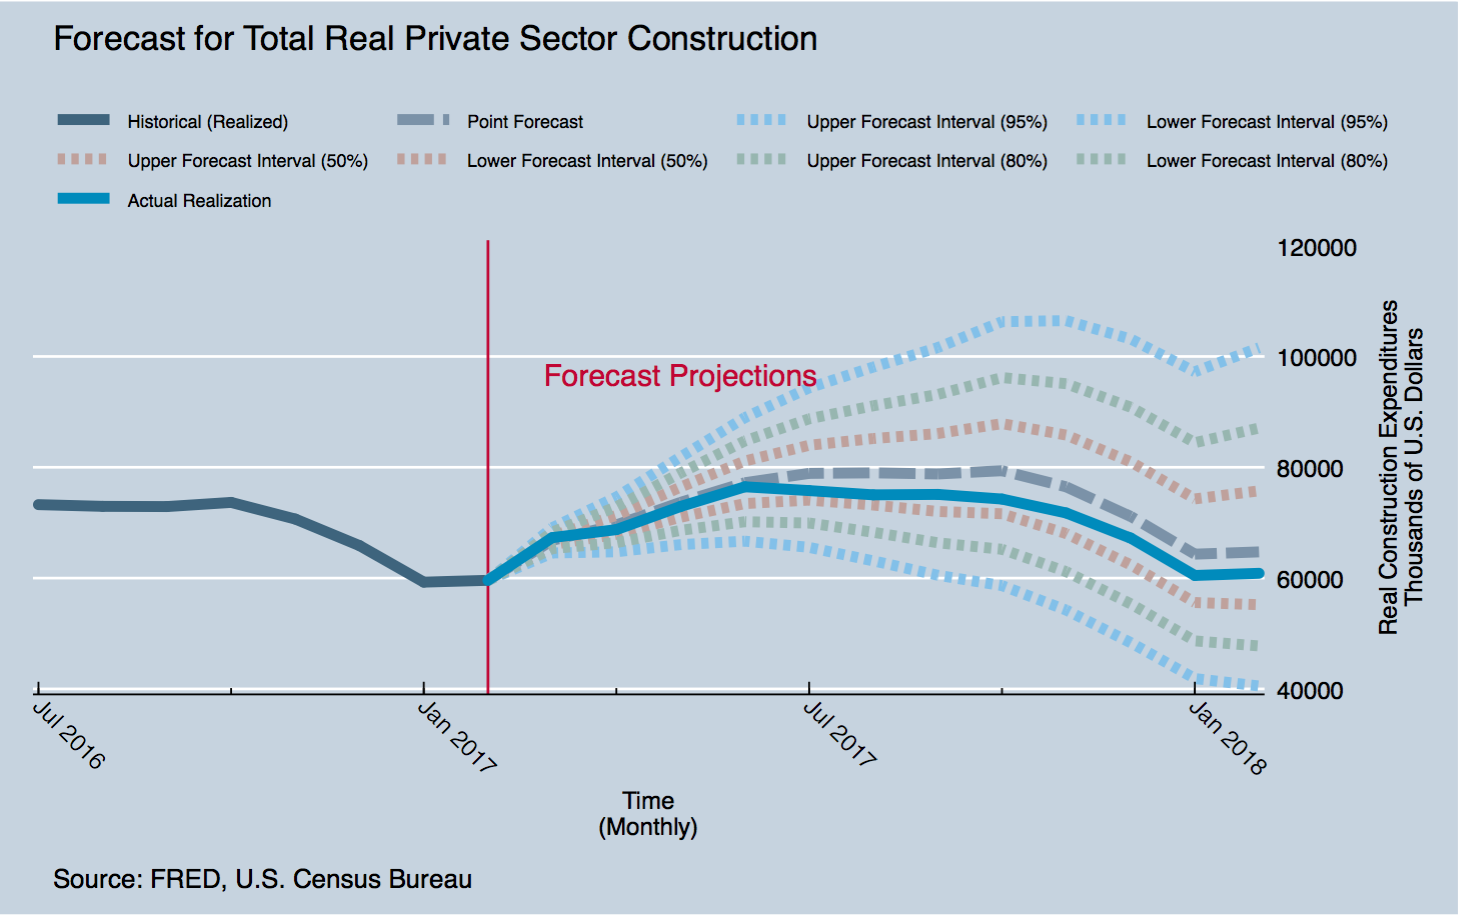 Forecast for Total Real Private Sector Construction
Historical (Realized)
Point Forecast
Upper Forecast Interval (95%)
Lower Forecast Interval (95%)
Upper Forecast Interval (50%)
Lower Forecast Interval (50%)
Upper Forecast Interval (80%)
Lower Forecast Interval (80%)
Actual Realization
Forecast Projections
120000
100000
80000
60000
40000
Real Construction Expenditures
Thousands of U.S. Dollars
Jul 2016
Jan 2017
Jul 2017
Jan 2018
Time
(Monthly)
Source: FRED, U.S. Census Bureau